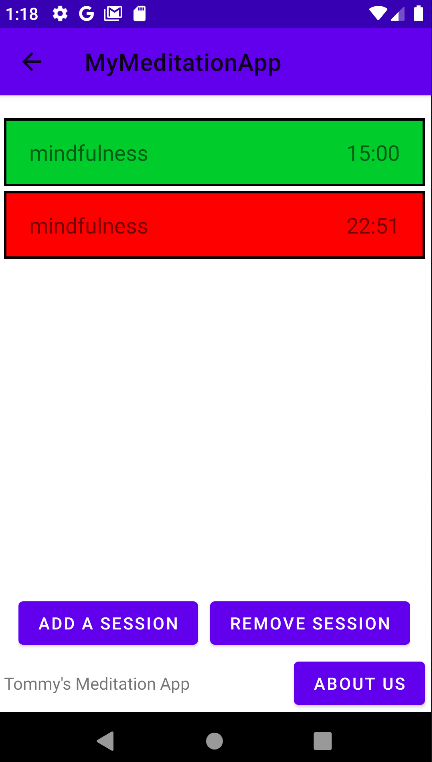 1:18
MyMeditationApp
mindfulness 15:00
mindfulness 22:51
ADD A SESSION REMOVE SESSION
Tommy's Meditation App ABOUT US